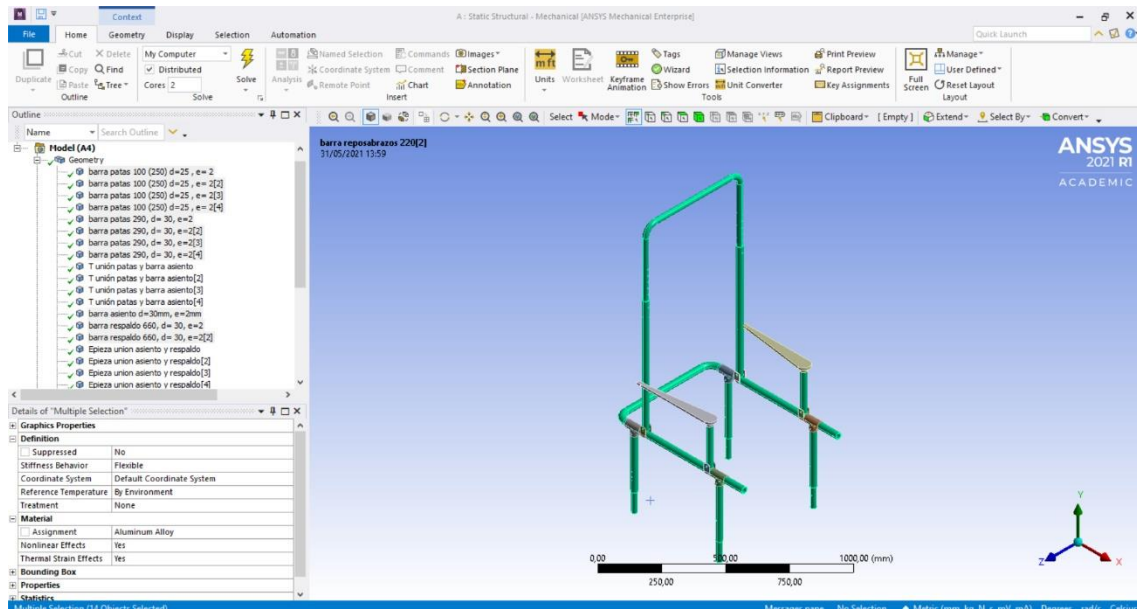 Context
A : Static Structural - Mechanical [ANSYS Mechanical Enterprise]
File Home Geometry Display Selection Automation
Quick Launch
Duplicate
Cut
Copy
Paste
Delete
Find
Tree
Outline
My Computer
Distributed
Cores 2
Solve
Solve
Analysis
Named Selection
Coordinate System
Remote Point
Commands
Comment
Chart
Images
Section Plane
Annotation
Insert
Units
Worksheet
Keyframe
Animation
Tags
Wizard
Show Errors
Manage Views
Selection Information
Unit Converter
Print Preview
Report Preview
Key Assignments
Tools
Full
Screen
Manage
User Defined
Reset Layout
Layout
Outline
Select Mode Clipboard [ Empty ] Extend Select By Convert
Name Search Outline
Model (A4)
Geometry
barra patas 100 (250) d=25 , e= 2
barra patas 100 (250) d=25 , e= 2[2]
barra patas 100 (250) d=25 , e= 2[3]
barra patas 100 (250) d=25 , e= 2[4]
barra patas 290, d= 30, e=2
barra patas 290, d= 30, e=2[2]
barra patas 290, d= 30, e=2[3]
barra patas 290, d= 30, e=2[4]
T unión patas y barra asiento
T unión patas y barra asiento[2]
T unión patas y barra asiento[3]
T unión patas y barra asiento[4]
barra asiento d=30mm, e=2mm
barra respaldo 660, d= 30, e=2
barra respaldo 660, d= 30, e=2[2]
Epieza union asiento y respaldo
Epieza union asiento y respaldo[2]
Epieza union asiento y respaldo[3]
Epieza union asiento y respaldo[4]
Details of "Multiple Selection"
Graphics Properties
Definition
Suppressed No
Stiffness Behavior Flexible
Coordinate System Default Coordinate System
Reference Temperature By Environment
Treatment None
Material
Assignment Aluminum Alloy
Nonlinear Effects Yes
Thermal Strain Effects Yes
Bounding Box
Properties
Statistics
barra reposabrazos 220[2]
31/05/2021 13:59
ANSYS
2021 R1
ACADEMIC
0,00 500,00 1000,00 (mm)
250,00 750,00
Y
Z X
Multiple Selection (14 Objects Selected) Messages pane No Selection Metric (mm, kg, N, s, mV, mA) Degrees rad/s Celsius